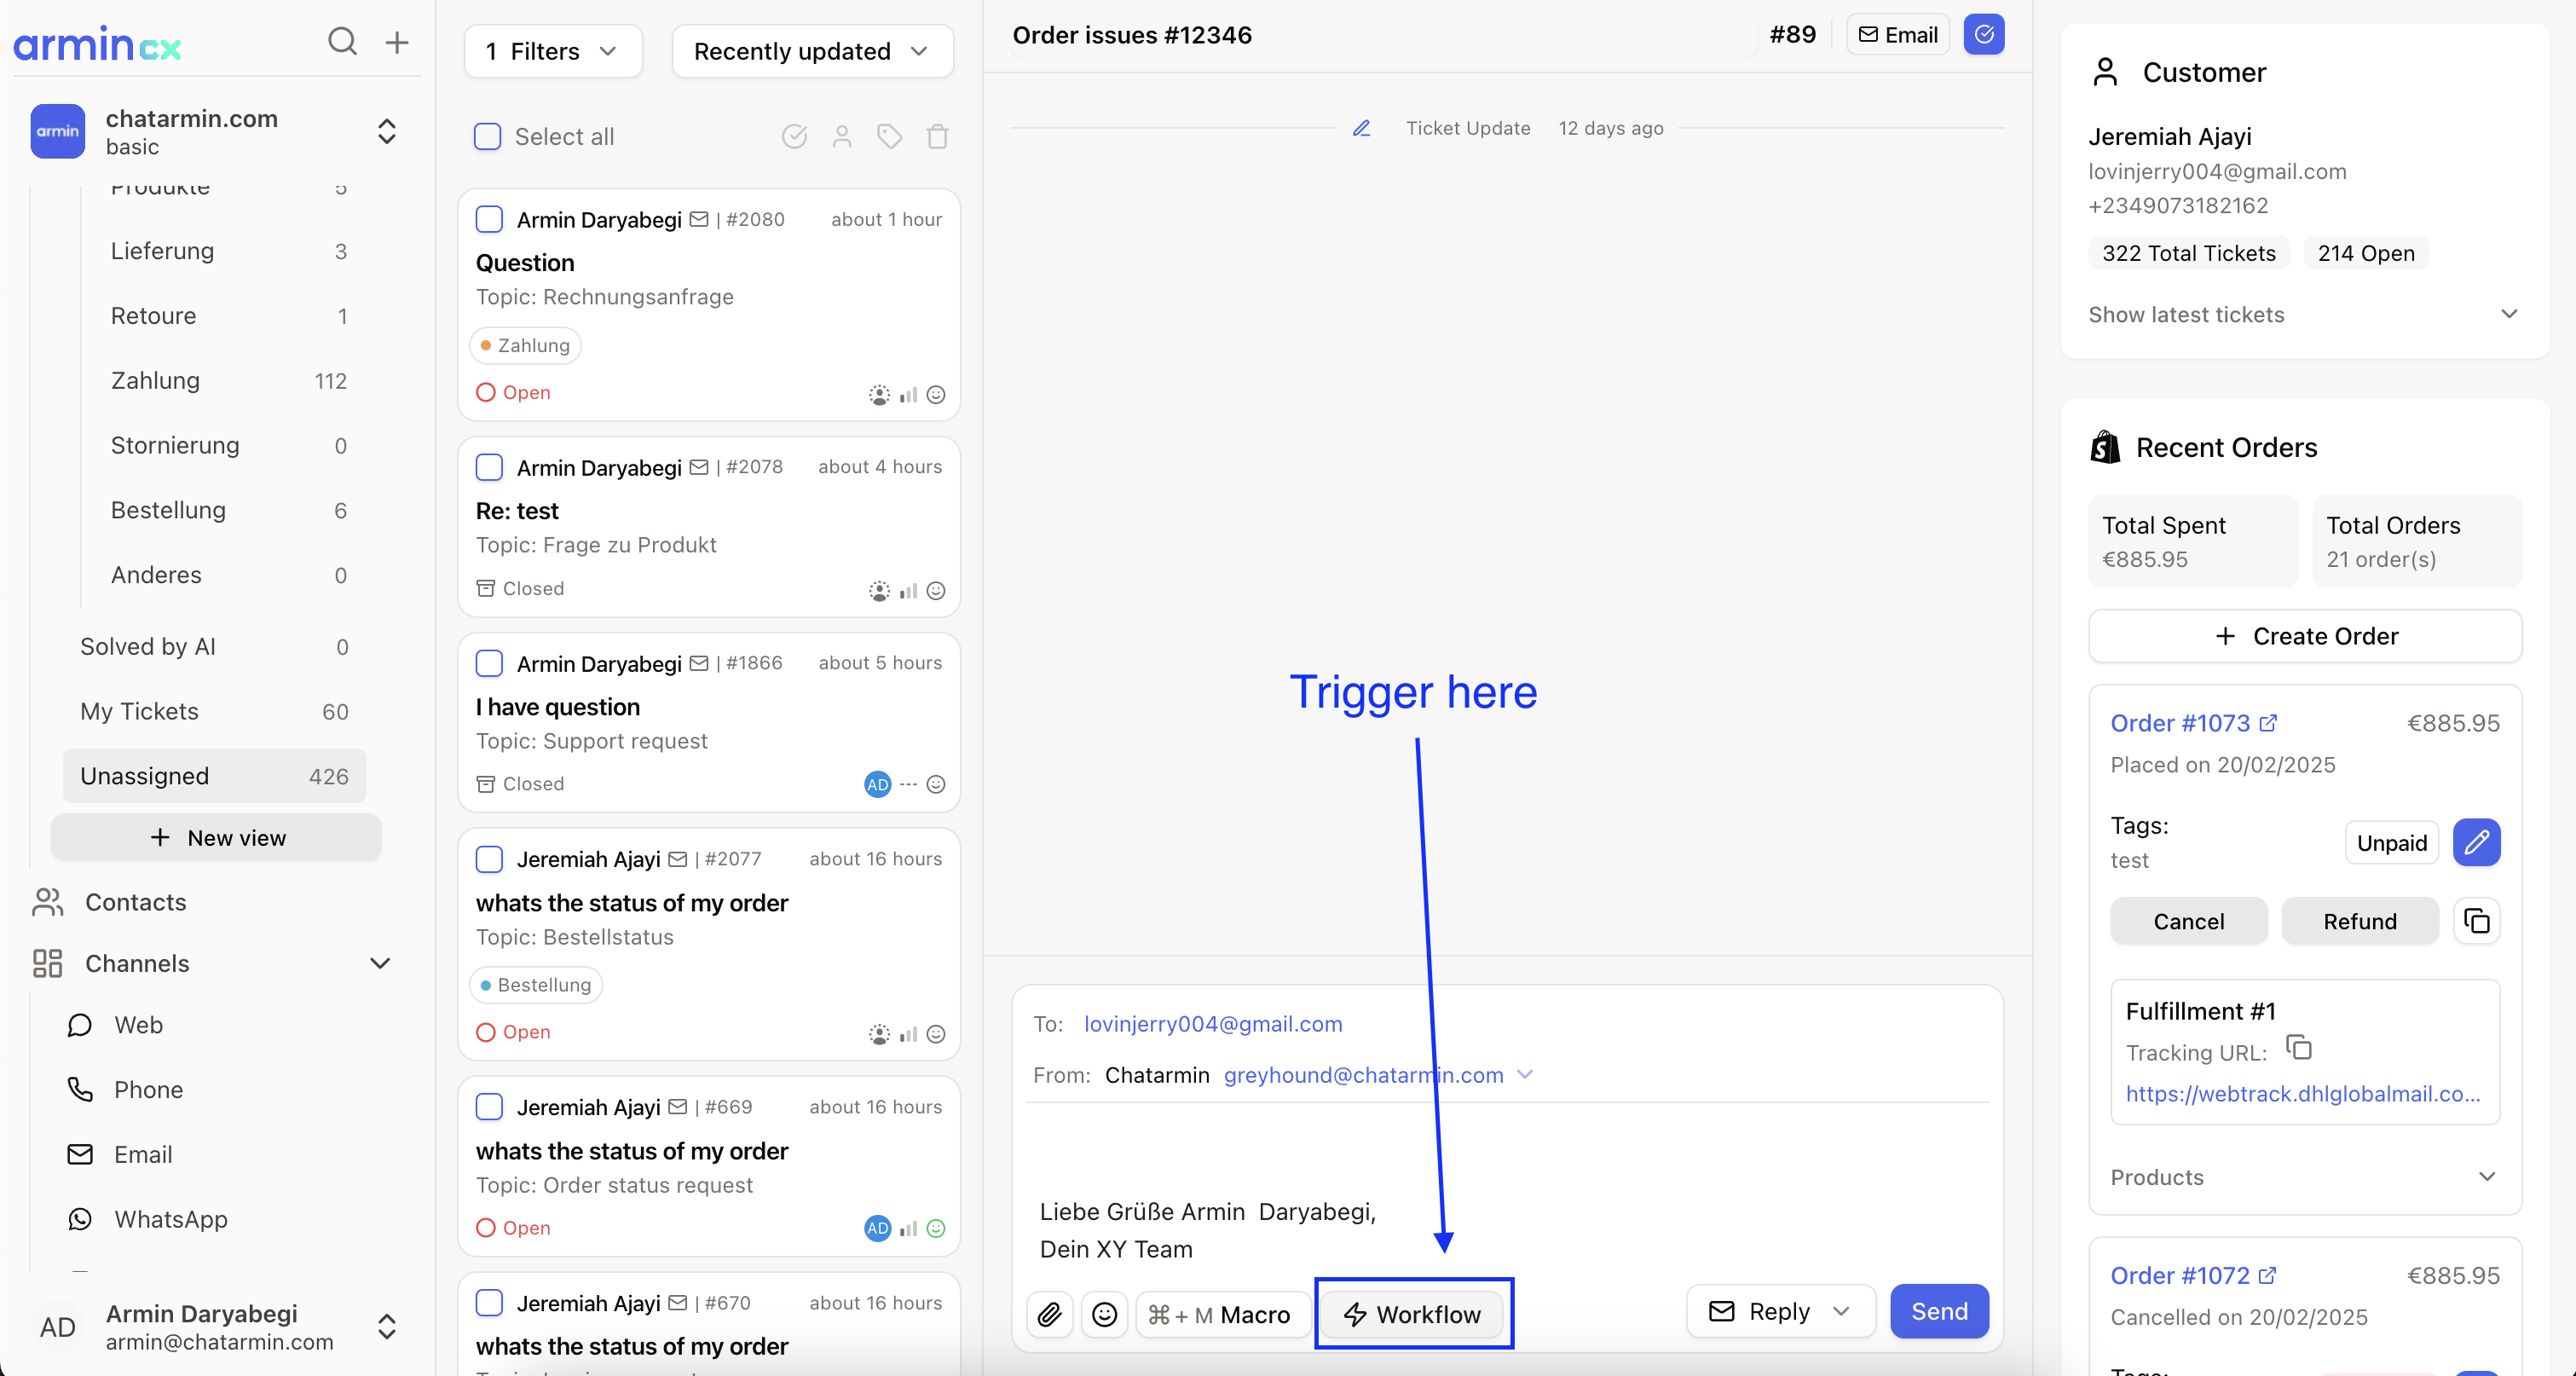 armin cx
armin
chatarmin.com
basic
Produkte 5
Lieferung 3
Retoure 1
Zahlung 112
Stornierung 0
Bestellung 6
Anderes 0
Solved by AI 0
My Tickets 60
Unassigned 426
+ New view
Contacts
Channels
Web
Phone
Email
WhatsApp
AD
Armin Daryabegi
armin@chatarmin.com
1 Filters
Recently updated
Select all
Armin Daryabegi | #2080 about 1 hour
Question
Topic: Rechnungsanfrage
Zahlung
Open
Armin Daryabegi | #2078 about 4 hours
Re: test
Topic: Frage zu Produkt
Closed
Armin Daryabegi | #1866 about 5 hours
I have question
Topic: Support request
Closed
AD
Jeremiah Ajayi | #2077 about 16 hours
whats the status of my order
Topic: Bestellstatus
Bestellung
Open
Jeremiah Ajayi | #669 about 16 hours
whats the status of my order
Topic: Order status request
Open
AD
Jeremiah Ajayi | #670 about 16 hours
whats the status of my order
Order issues #12346
#89
Email
Ticket Update 12 days ago
Trigger here
To: lovinjerry004@gmail.com
From: Chatarmin greyhound@chatarmin.com
Liebe Grüße Armin Daryabegi,
Dein XY Team
⌘ + M Macro
Workflow
Reply
Send
Customer
Jeremiah Ajayi
lovinjerry004@gmail.com
+2349073182162
322 Total Tickets
214 Open
Show latest tickets
Recent Orders
Total Spent
€885.95
Total Orders
21 order(s)
+ Create Order
Order #1073 €885.95
Placed on 20/02/2025
Tags:
test
Unpaid
Cancel
Refund
Fulfillment #1
Tracking URL:
https://webtrack.dhlglobalmail.co...
Products
Order #1072 €885.95
Cancelled on 20/02/2025
Tags: